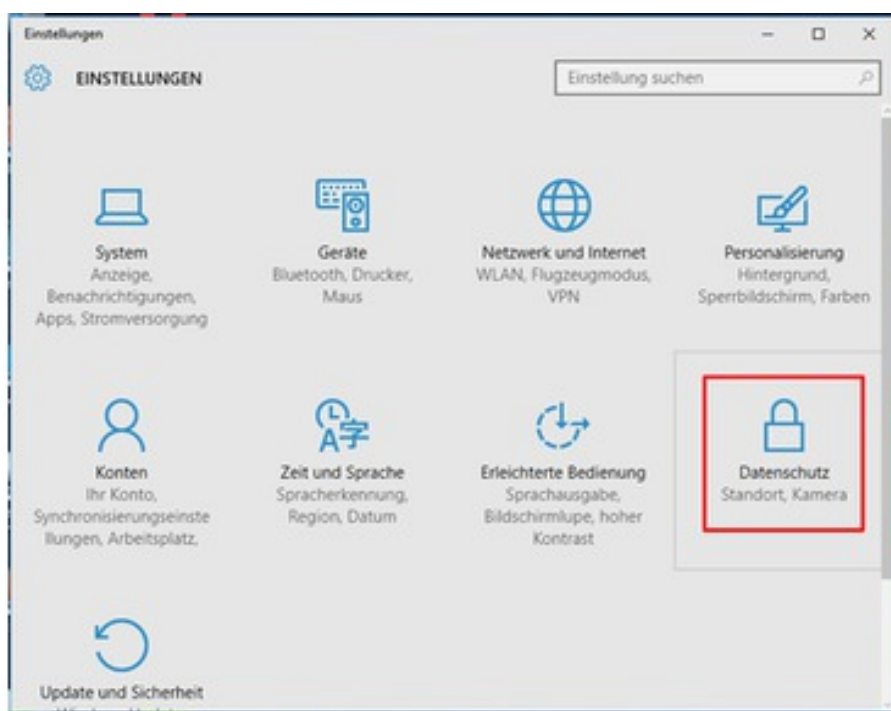 Einstellungen
EINSTELLUNGEN
Einstellung suchen
System
Anzeige,
Benachrichtigungen,
Apps, Stromversorgung
Geräte
Bluetooth, Drucker,
Maus
Netzwerk und Internet
WLAN, Flugzeugmodus,
VPN
Personalisierung
Hintergrund,
Sperrbildschirm, Farben
Konten
Ihr Konto,
Synchronisierungseinste
llungen, Arbeitsplatz,
Zeit und Sprache
Spracherkennung,
Region, Datum
Erleichterte Bedienung
Sprachausgabe,
Bildschirmlupe, hoher
Kontrast
Datenschutz
Standort, Kamera
Update und Sicherheit